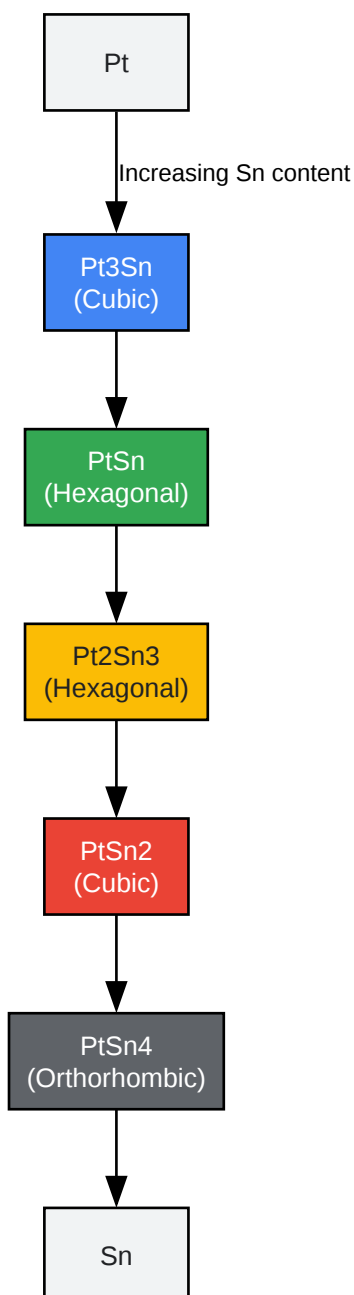 Pt
Increasing Sn content
Pt3Sn
(Cubic)
PtSn
(Hexagonal)
Pt2Sn3
(Hexagonal)
PtSn2
(Cubic)
PtSn4
(Orthorhombic)
Sn